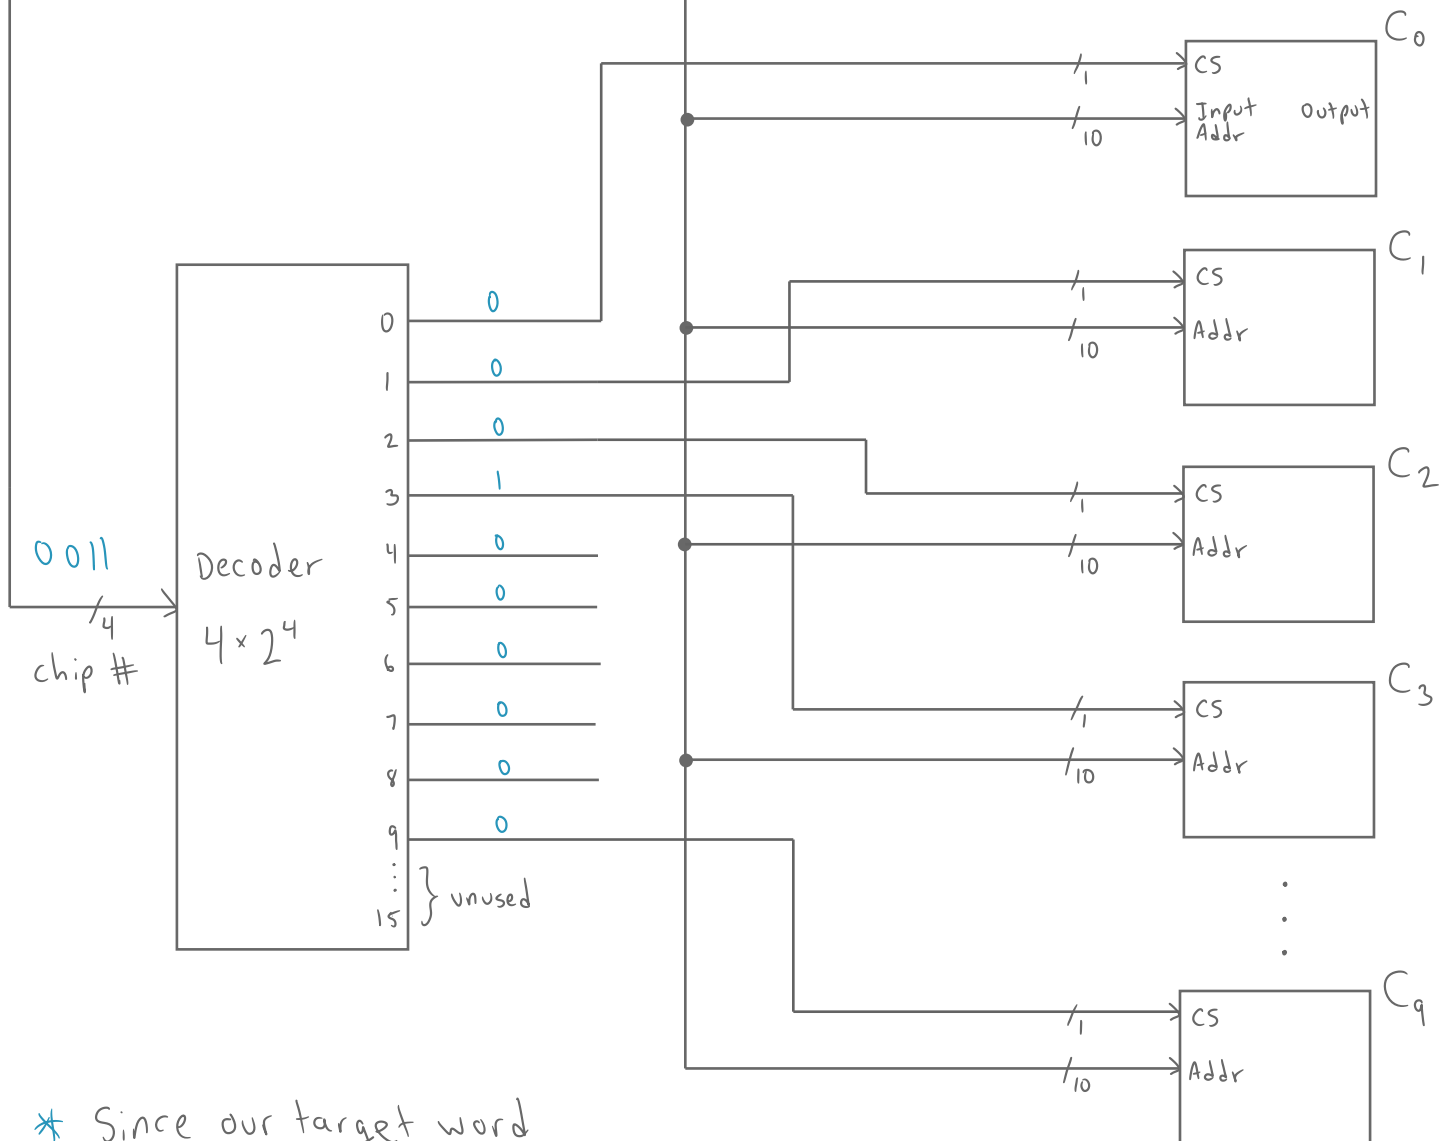 C0
1
CS
10
Input Output
Addr
C1
1
CS
10
Addr
C2
1
CS
10
Addr
C3
1
CS
10
Addr
C9
1
CS
10
Addr
0011
4
chip #
Decoder
4 × 2^4
0 0
1 0
2 0
3 1
4 0
5 0
6 0
7 0
8 0
9 0
15
} unused
* Since our target word